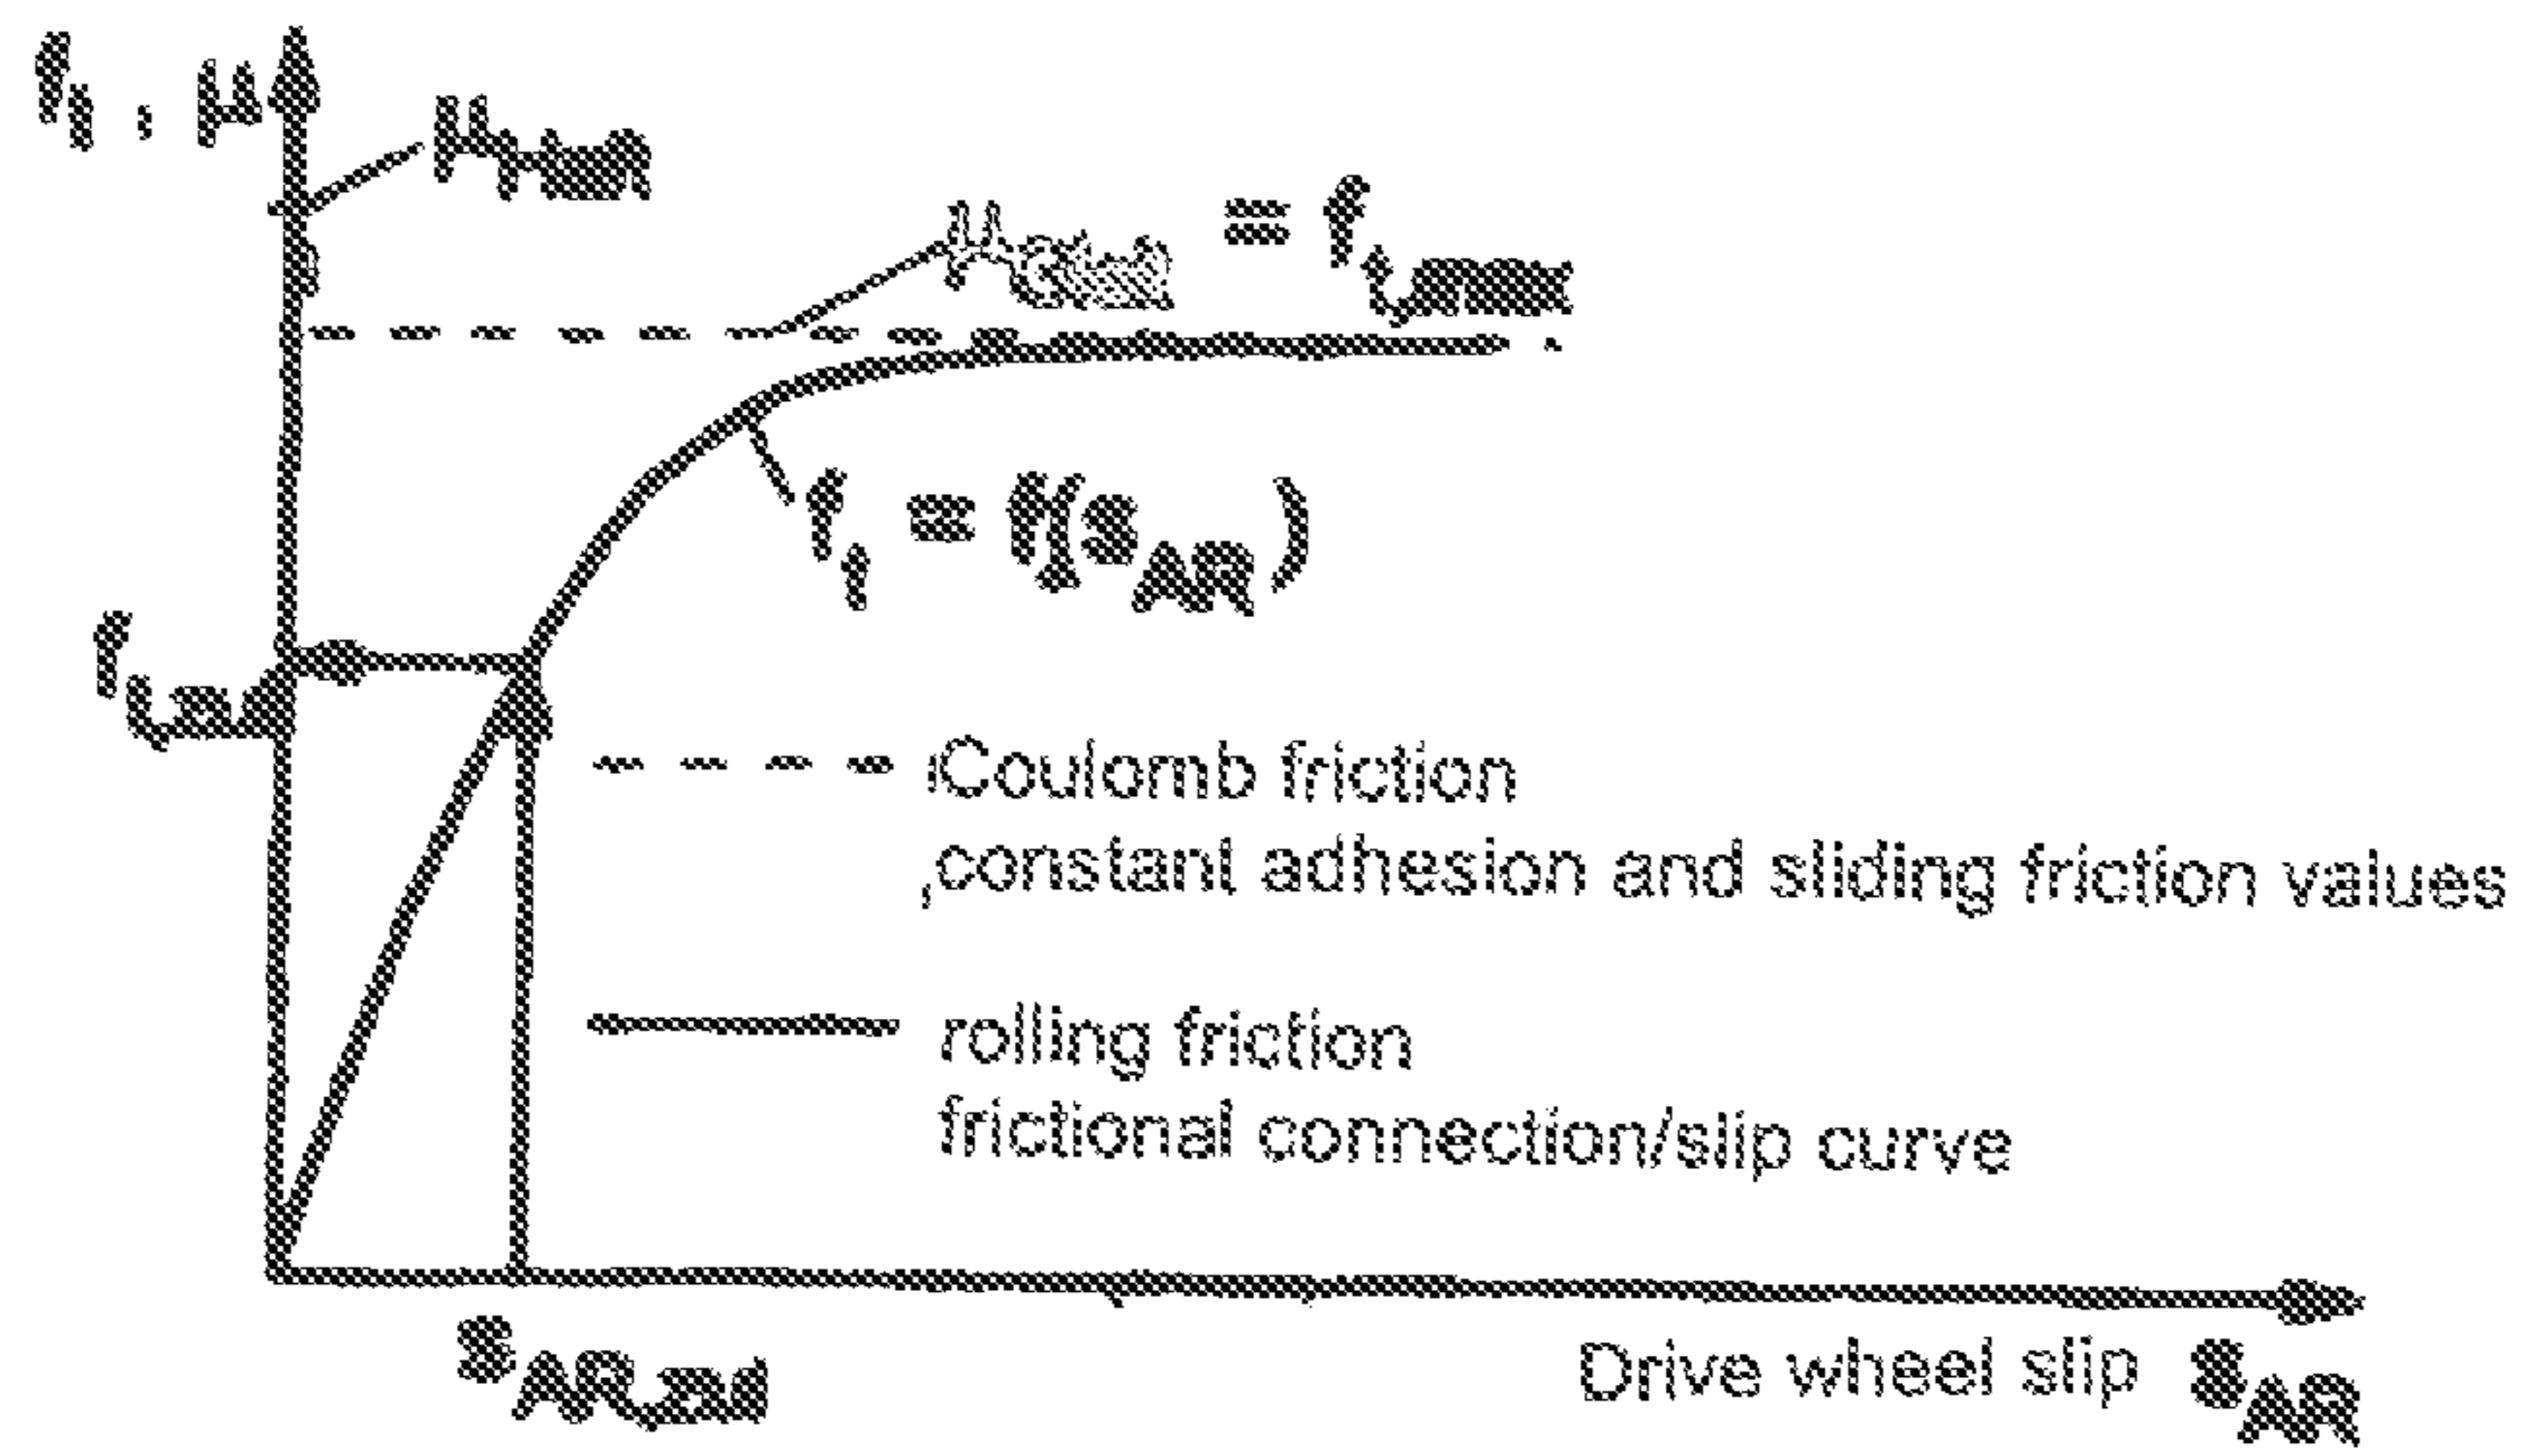 f_t , μ
μ_Haft
μ_Gleit = f_t,max
f_t = f(s_AR)
f_t,zul
Coulomb friction
,constant adhesion and sliding friction values
rolling friction
frictional connection/slip curve
s_AR,zul
Drive wheel slip s_AR